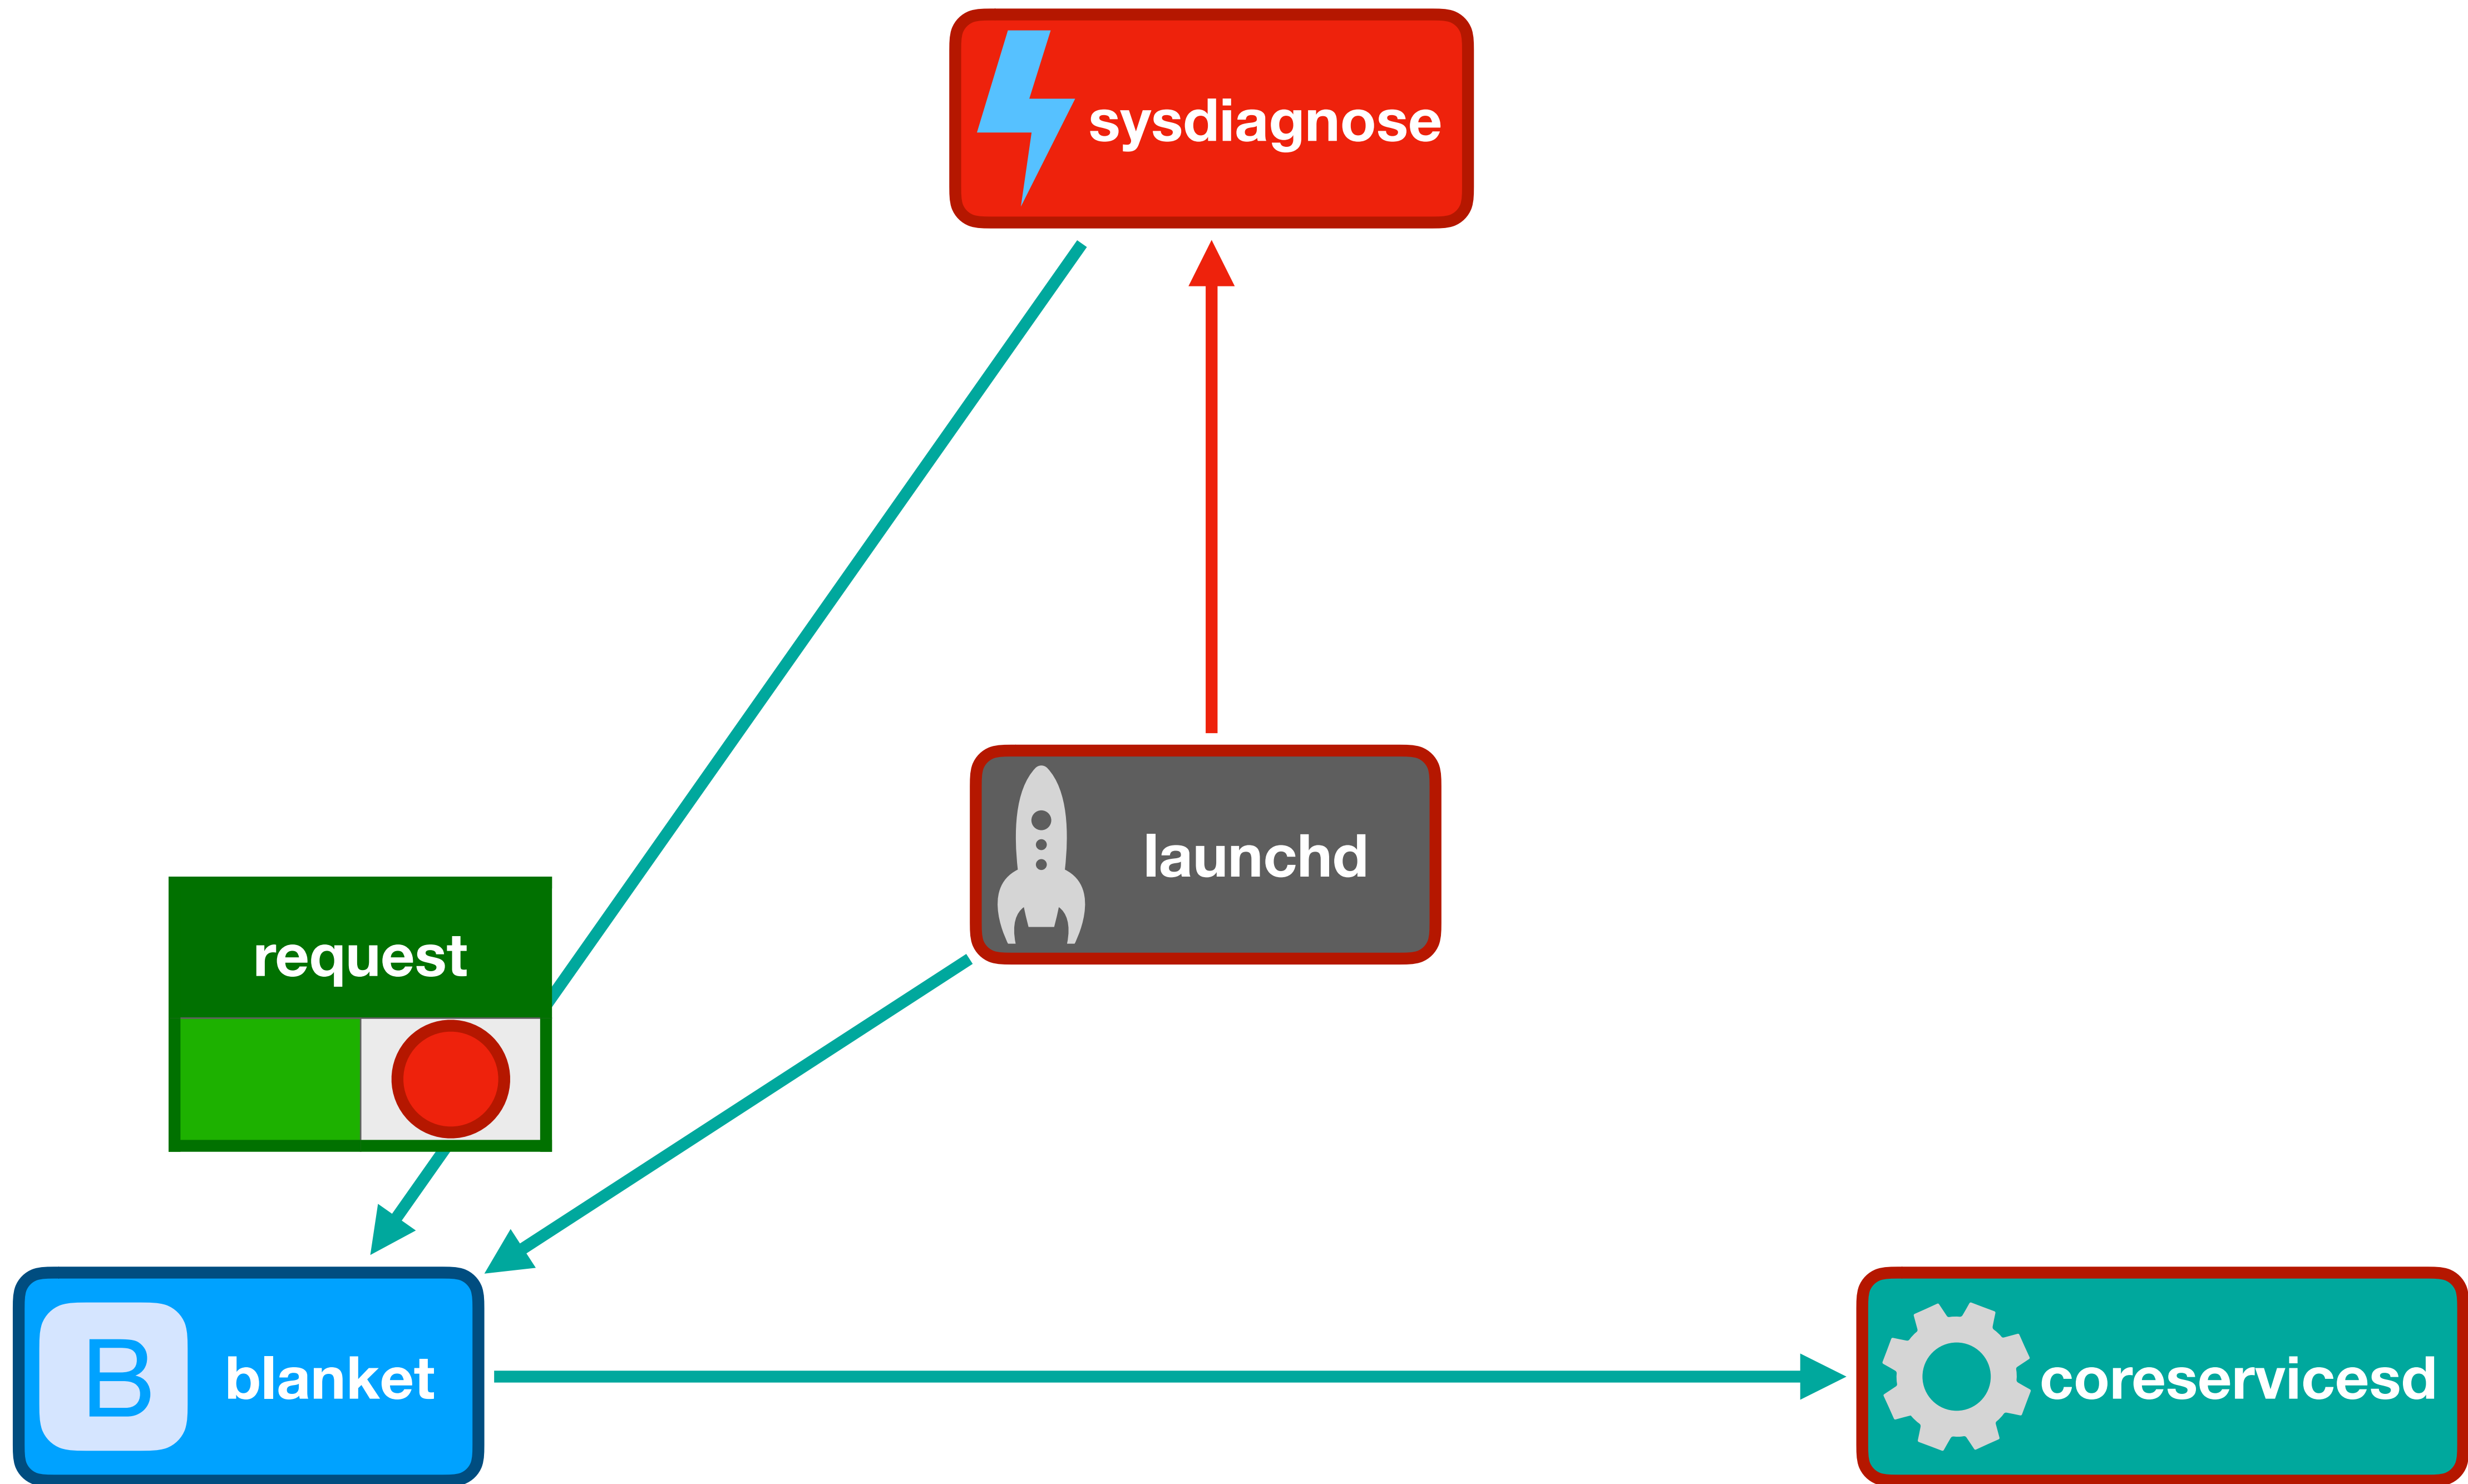 sysdiagnose
launchd
request
B
blanket
coreservicesd